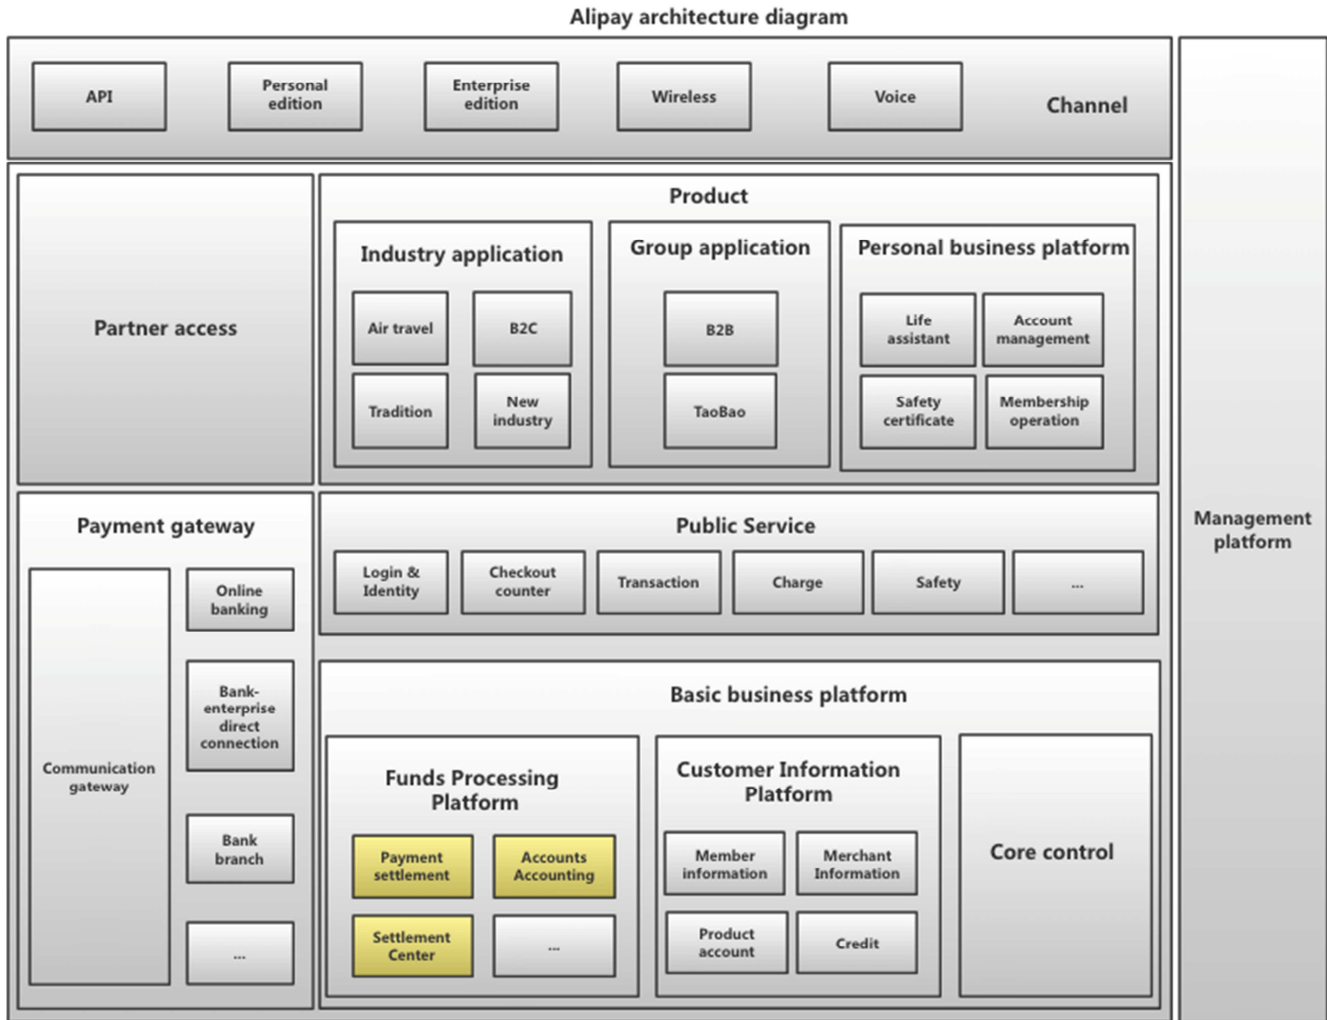 Alipay architecture diagram
API
Personal
edition
Enterprise
edition
Wireless
Voice
Channel
Partner access
Product
Industry application
Air travel
B2C
Tradition
New
industry
Group application
B2B
TaoBao
Personal business platform
Life
assistant
Account
management
Safety
certificate
Membership
operation
Management
platform
Payment gateway
Communication
gateway
Online
banking
Bank-
enterprise
direct
connection
Bank
branch
...
Public Service
Login &
Identity
Checkout
counter
Transaction
Charge
Safety
...
Basic business platform
Funds Processing
Platform
Payment
settlement
Accounts
Accounting
Settlement
Center
...
Customer Information
Platform
Member
information
Merchant
Information
Product
account
Credit
Core control